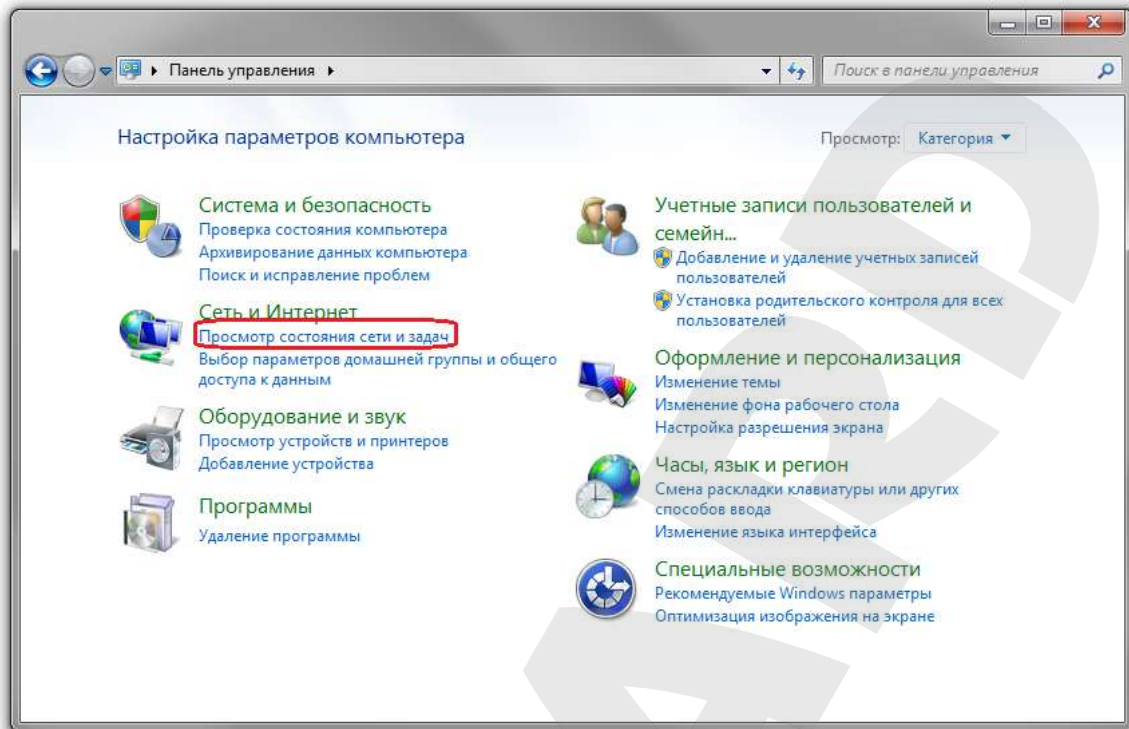 Панель управления
Поиск в панели управления
Настройка параметров компьютера
Просмотр: Категория
Система и безопасность
Проверка состояния компьютера
Архивирование данных компьютера
Поиск и исправление проблем
Сеть и Интернет
Просмотр состояния сети и задач
Выбор параметров домашней группы и общего
доступа к данным
Оборудование и звук
Просмотр устройств и принтеров
Добавление устройства
Программы
Удаление программы
Учетные записи пользователей и
семейн...
Добавление и удаление учетных записей
пользователей
Установка родительского контроля для всех
пользователей
Оформление и персонализация
Изменение темы
Изменение фона рабочего стола
Настройка разрешения экрана
Часы, язык и регион
Смена раскладки клавиатуры или других
способов ввода
Изменение языка интерфейса
Специальные возможности
Рекомендуемые Windows параметры
Оптимизация изображения на экране